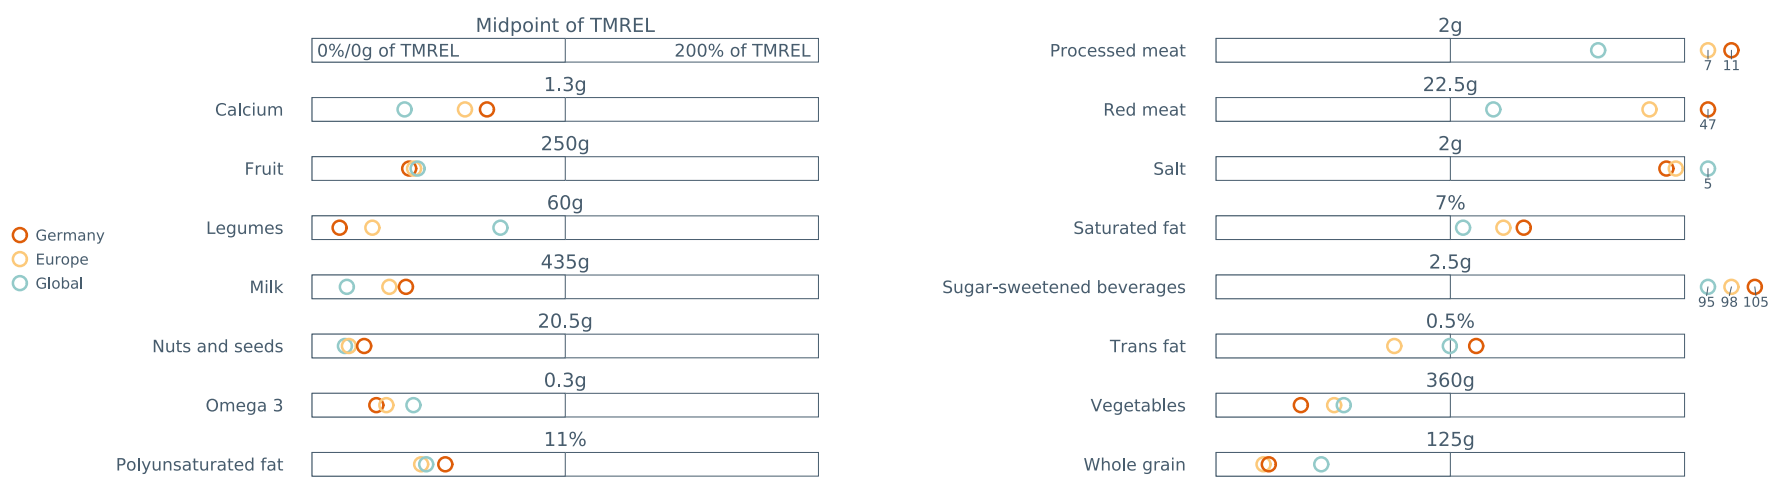 Midpoint of TMREL
0%/0g of TMREL 200% of TMREL
1.3g
Calcium
250g
Fruit
60g
Legumes
435g
Milk
20.5g
Nuts and seeds
0.3g
Omega 3
11%
Polyunsaturated fat
Germany
Europe
Global
2g
Processed meat
7 11
22.5g
Red meat
47
2g
Salt
5
7%
Saturated fat
2.5g
Sugar-sweetened beverages
95 98 105
0.5%
Trans fat
360g
Vegetables
125g
Whole grain